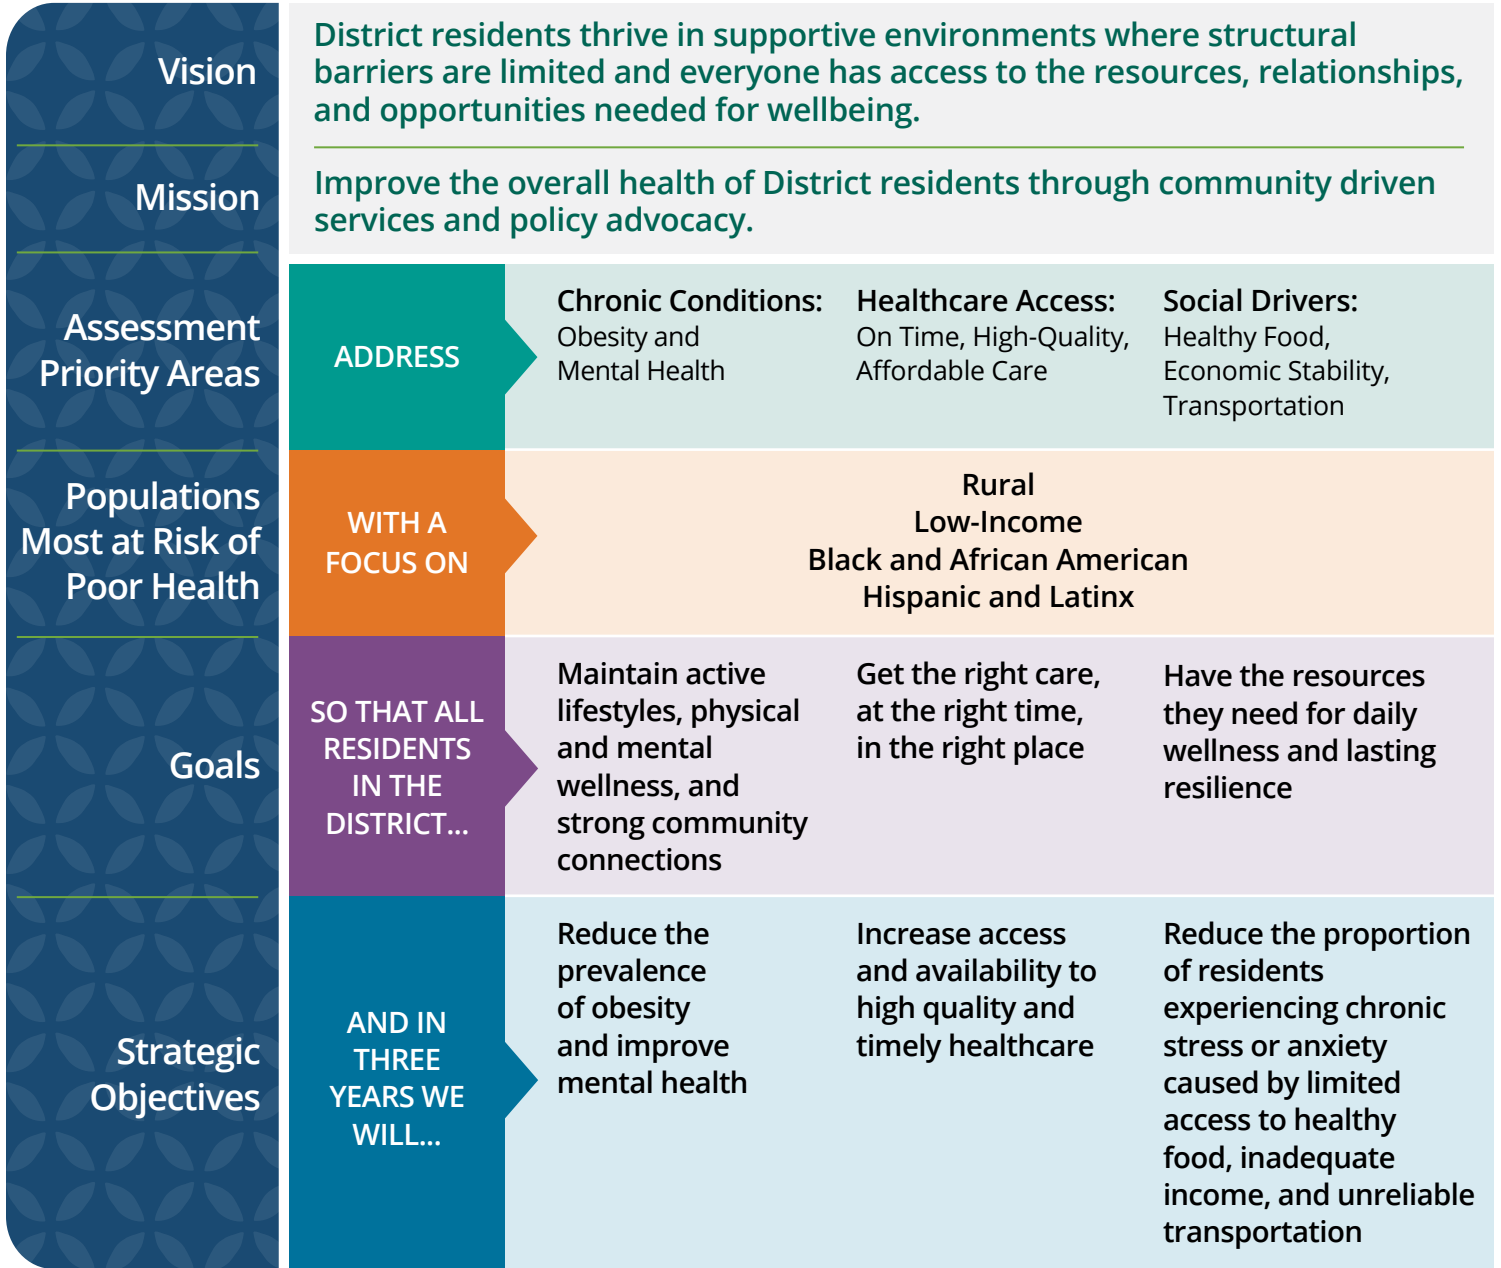 Vision
District residents thrive in supportive environments where structural
barriers are limited and everyone has access to the resources, relationships,
and opportunities needed for wellbeing.
Mission
Improve the overall health of District residents through community driven
services and policy advocacy.
Assessment
Priority Areas
ADDRESS
Chronic Conditions:
Obesity and
Mental Health
Healthcare Access:
On Time, High-Quality,
Affordable Care
Social Drivers:
Healthy Food,
Economic Stability,
Transportation
Populations
Most at Risk of
Poor Health
WITH A
FOCUS ON
Rural
Low-Income
Black and African American
Hispanic and Latinx
Goals
SO THAT ALL
RESIDENTS
IN THE
DISTRICT...
Maintain active
lifestyles, physical
and mental
wellness, and
strong community
connections
Get the right care,
at the right time,
in the right place
Have the resources
they need for daily
wellness and lasting
resilience
Strategic
Objectives
AND IN
THREE
YEARS WE
WILL...
Reduce the
prevalence
of obesity
and improve
mental health
Increase access
and availability to
high quality and
timely healthcare
Reduce the proportion
of residents
experiencing chronic
stress or anxiety
caused by limited
access to healthy
food, inadequate
income, and unreliable
transportation